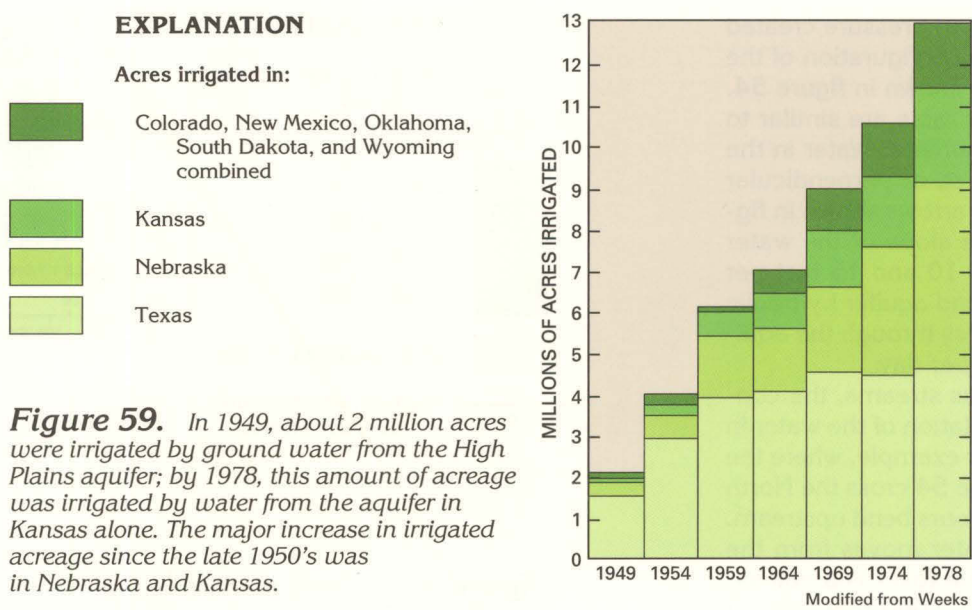 EXPLANATION
Acres irrigated in:
Colorado, New Mexico, Oklahoma,
South Dakota, and Wyoming
combined
Kansas
Nebraska
Texas
Figure 59. In 1949, about 2 million acres
were irrigated by ground water from the High
Plains aquifer; by 1978, this amount of acreage
was irrigated by water from the aquifer in
Kansas alone. The major increase in irrigated
acreage since the late 1950's was
in Nebraska and Kansas.
MILLIONS OF ACRES IRRIGATED
13
12
11
10
9
8
7
6
5
4
3
2
1
0
1949 1954 1959 1964 1969 1974 1978
Modified from Weeks